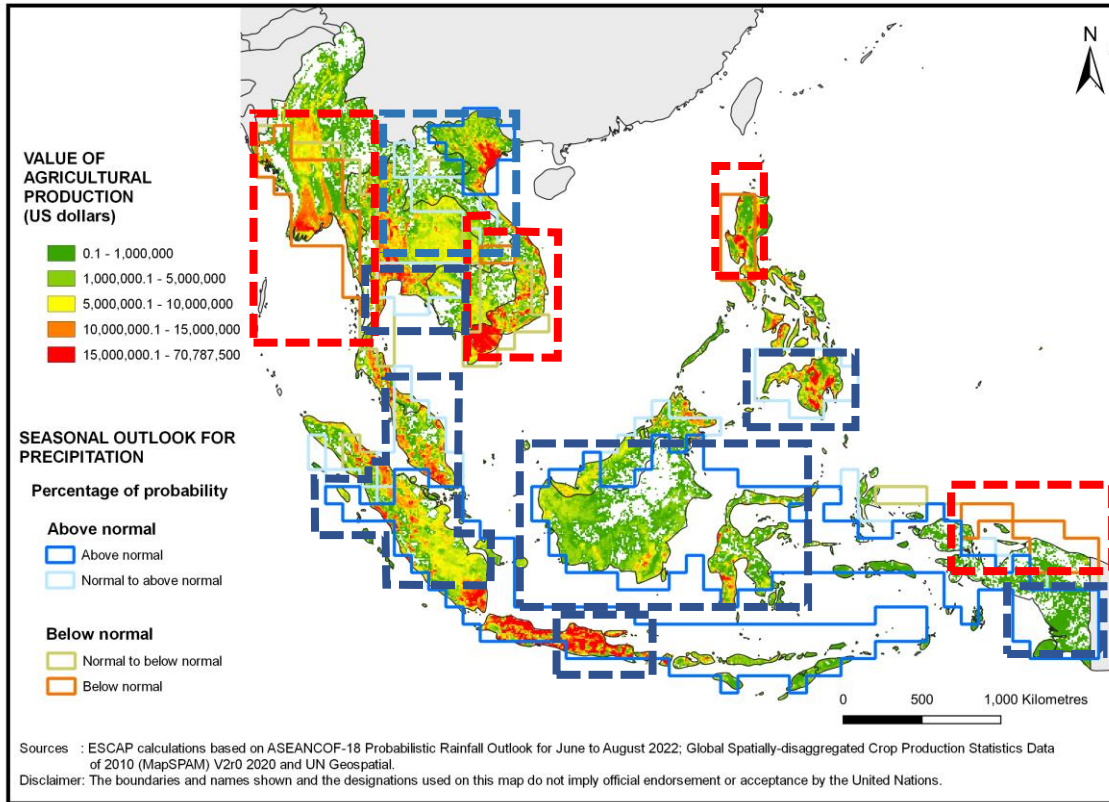 N
VALUE OF
AGRICULTURAL
PRODUCTION
(US dollars)
0.1 - 1,000,000
1,000,000.1 - 5,000,000
5,000,000.1 - 10,000,000
10,000,000.1 - 15,000,000
15,000,000.1 - 70,787,500
SEASONAL OUTLOOK FOR
PRECIPITATION
Percentage of probability
Above normal
Above normal
Normal to above normal
Below normal
Normal to below normal
Below normal
0 500 1,000 Kilometres
Sources : ESCAP calculations based on ASEANCOF-18 Probabilistic Rainfall Outlook for June to August 2022; Global Spatially-disaggregated Crop Production Statistics Data
of 2010 (MapSPAM) V2r0 2020 and UN Geospatial.
Disclaimer: The boundaries and names shown and the designations used on this map do not imply official endorsement or acceptance by the United Nations.